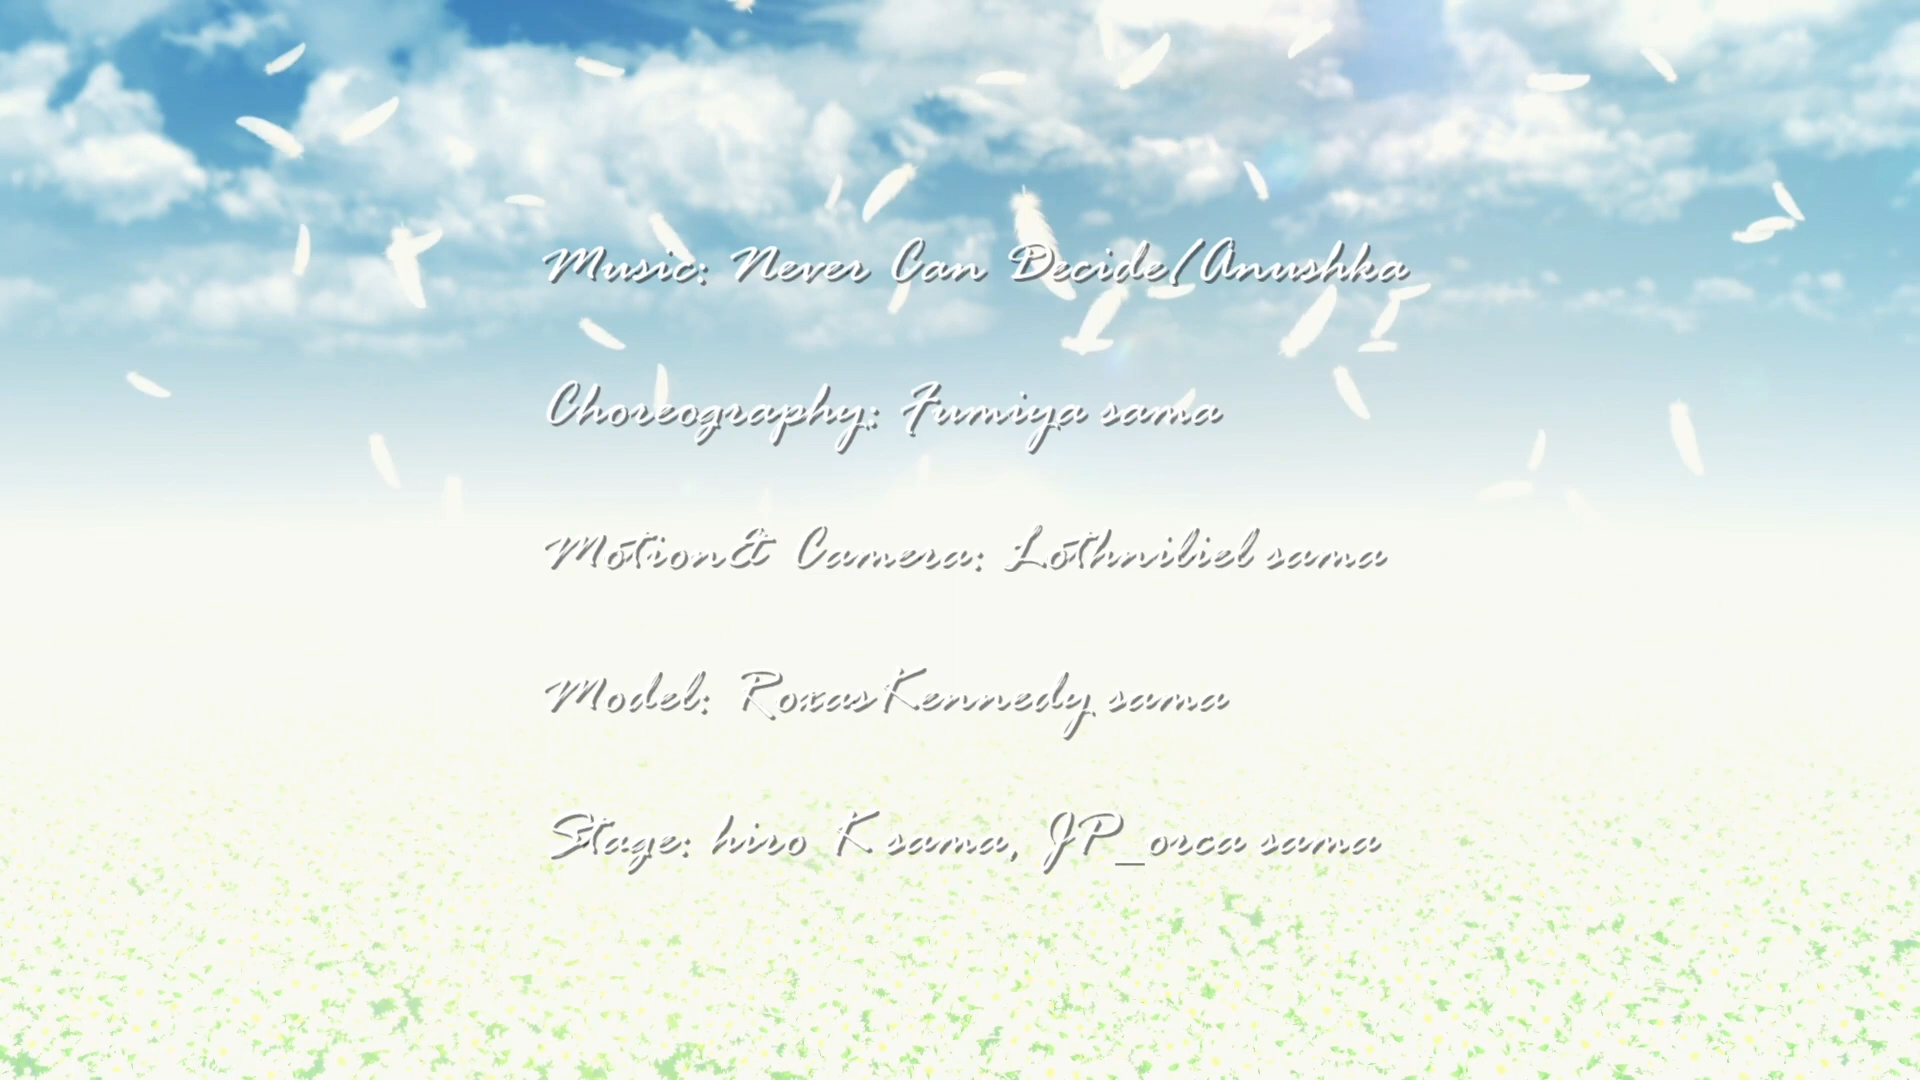 Music: Never Can Decide/Anushka
Choreography: Fumiya sama
Motion& Camera: Lothniliel sama
Model: RoxasKennedy sama
Stage: hiro K sama, JP_orca sama